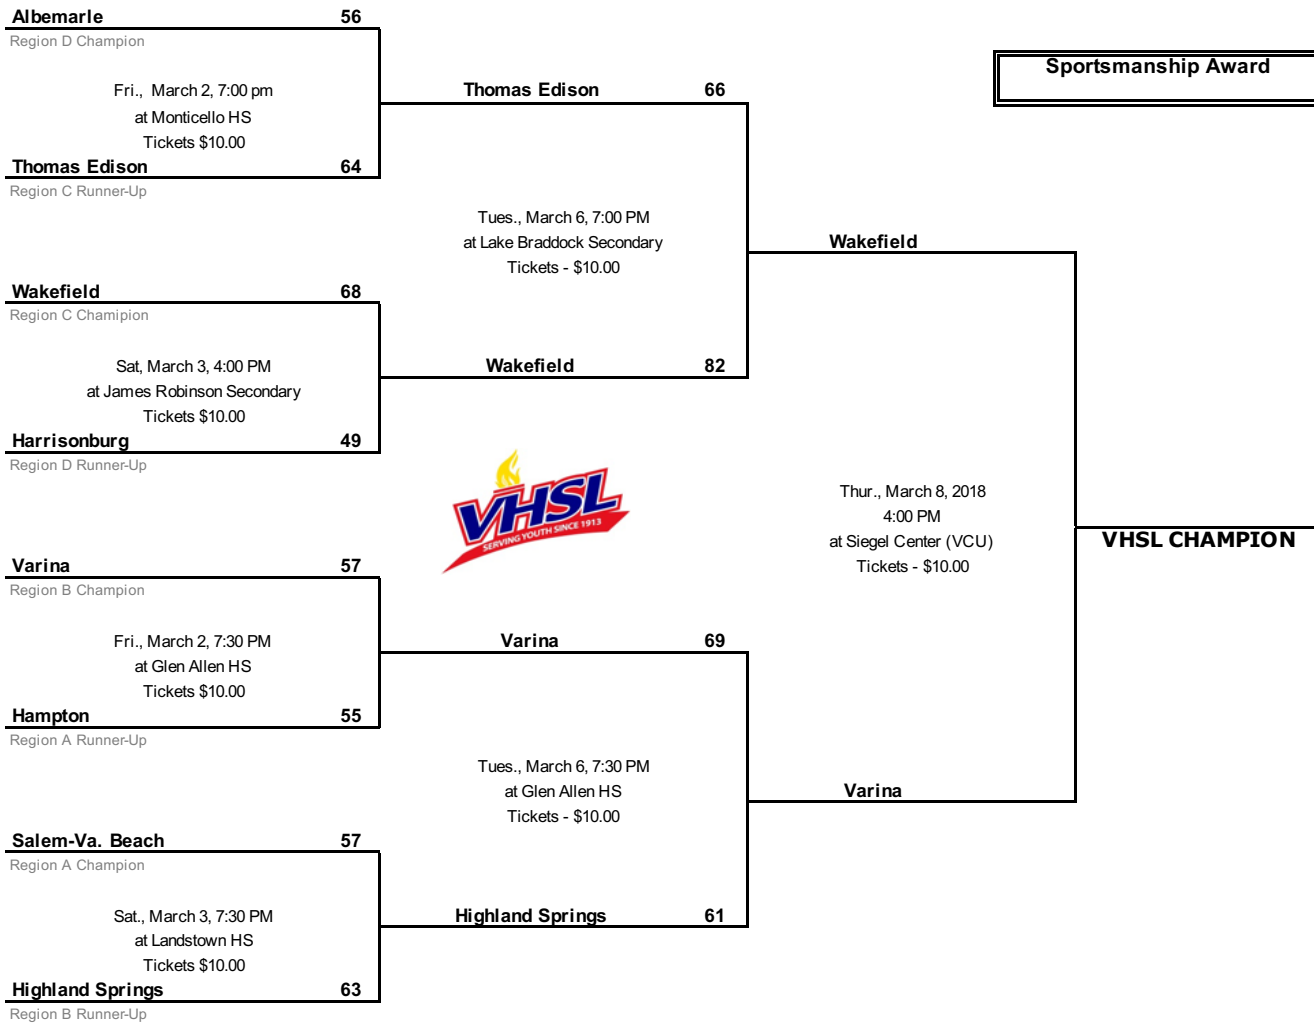 Albemarle 56
Region D Champion
Fri., March 2, 7:00 pm
at Monticello HS
Tickets $10.00
Thomas Edison 64
Region C Runner-Up
Wakefield 68
Region C Chamipion
Sat, March 3, 4:00 PM
at James Robinson Secondary
Tickets $10.00
Harrisonburg 49
Region D Runner-Up
Varina 57
Region B Champion
Fri., March 2, 7:30 PM
at Glen Allen HS
Tickets $10.00
Hampton 55
Region A Runner-Up
Salem-Va. Beach 57
Region A Champion
Sat., March 3, 7:30 PM
at Landstown HS
Tickets $10.00
Highland Springs 63
Region B Runner-Up
Thomas Edison 66
Tues., March 6, 7:00 PM
at Lake Braddock Secondary
Tickets - $10.00
Wakefield 82
VHSL
SERVING YOUTH SINCE 1913
Varina 69
Tues., March 6, 7:30 PM
at Glen Allen HS
Tickets - $10.00
Highland Springs 61
Wakefield
Thur., March 8, 2018
4:00 PM
at Siegel Center (VCU)
Tickets - $10.00
Varina
Sportsmanship Award
VHSL CHAMPION